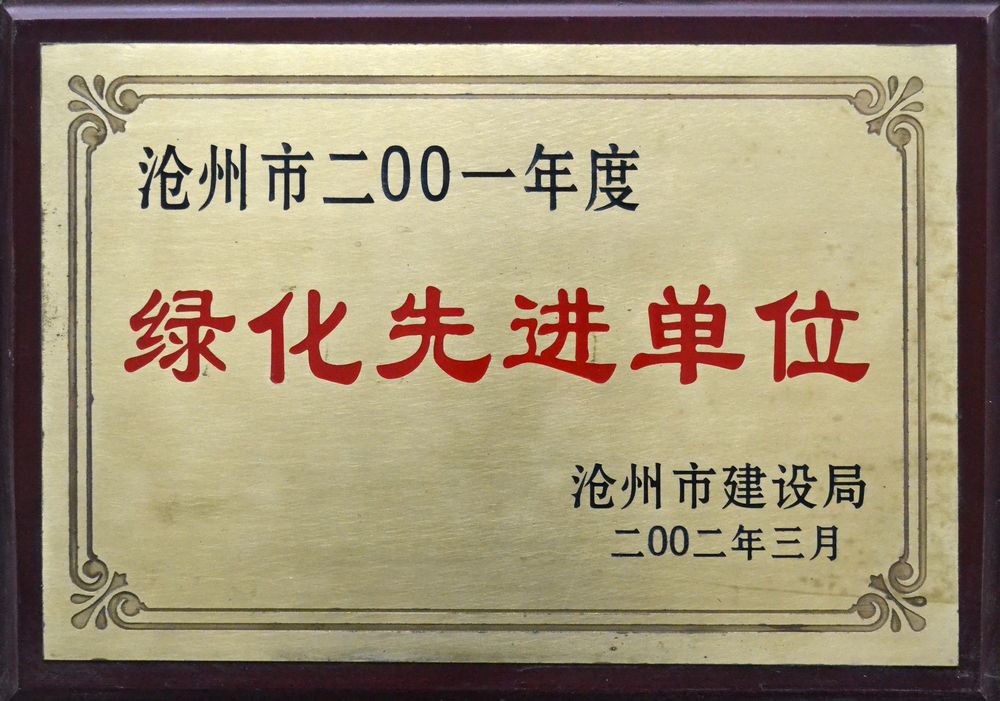 沧州市二00一年度
绿化先进单位
沧州市建设局
二00二年三月